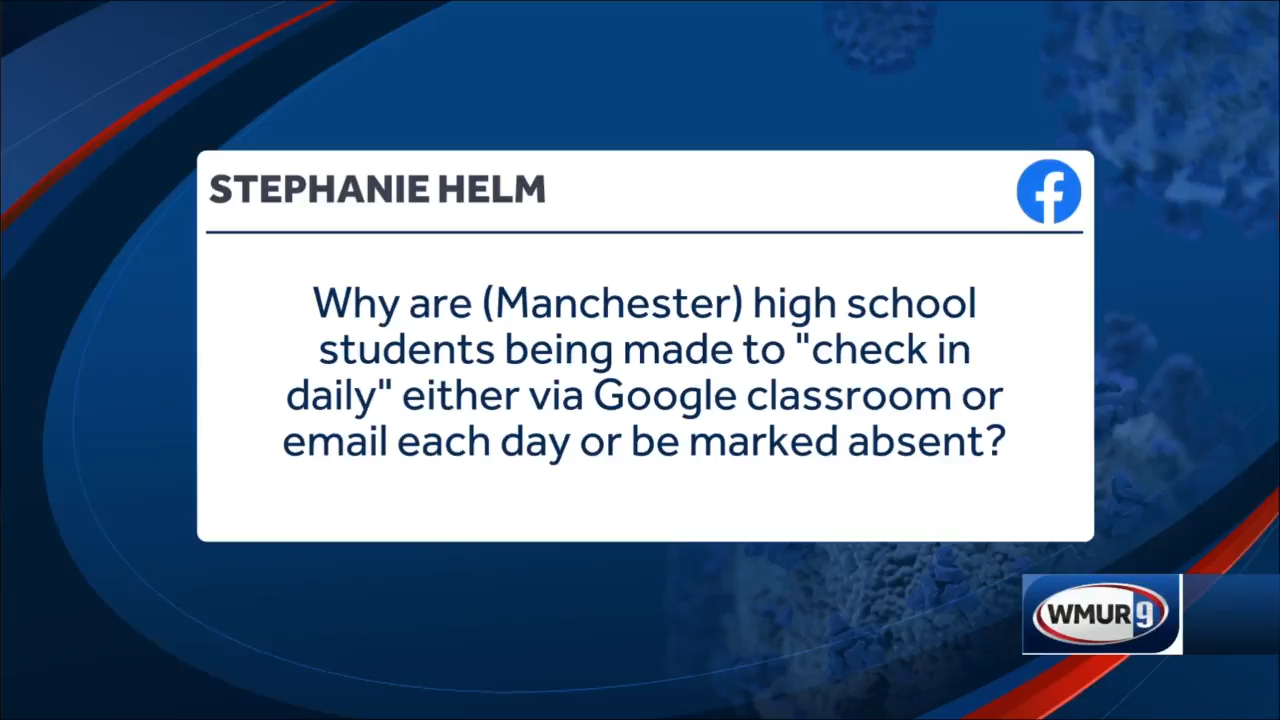 STEPHANIE HELM
Why are (Manchester) high school
students being made to "check in
daily" either via Google classroom or
email each day or be marked absent?
WMUR9